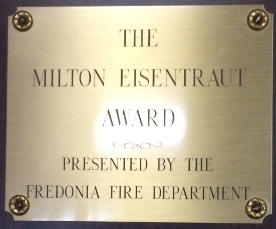 THE
MILTON EISENTRAUT
AWARD
PRESENTED BY THE
FREDONIA FIRE DEPARTMENT